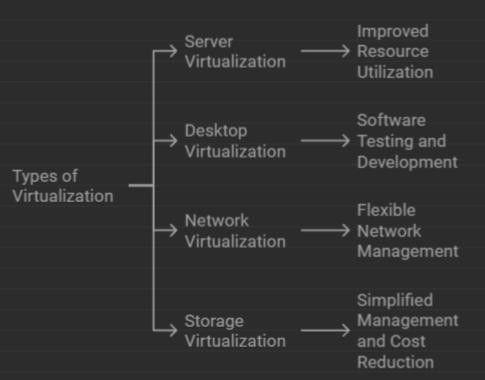 Types of
Virtualization
Server
Virtualization
Improved
Resource
Utilization
Desktop
Virtualization
Software
Testing and
Development
Network
Virtualization
Flexible
Network
Management
Storage
Virtualization
Simplified
Management
and Cost
Reduction